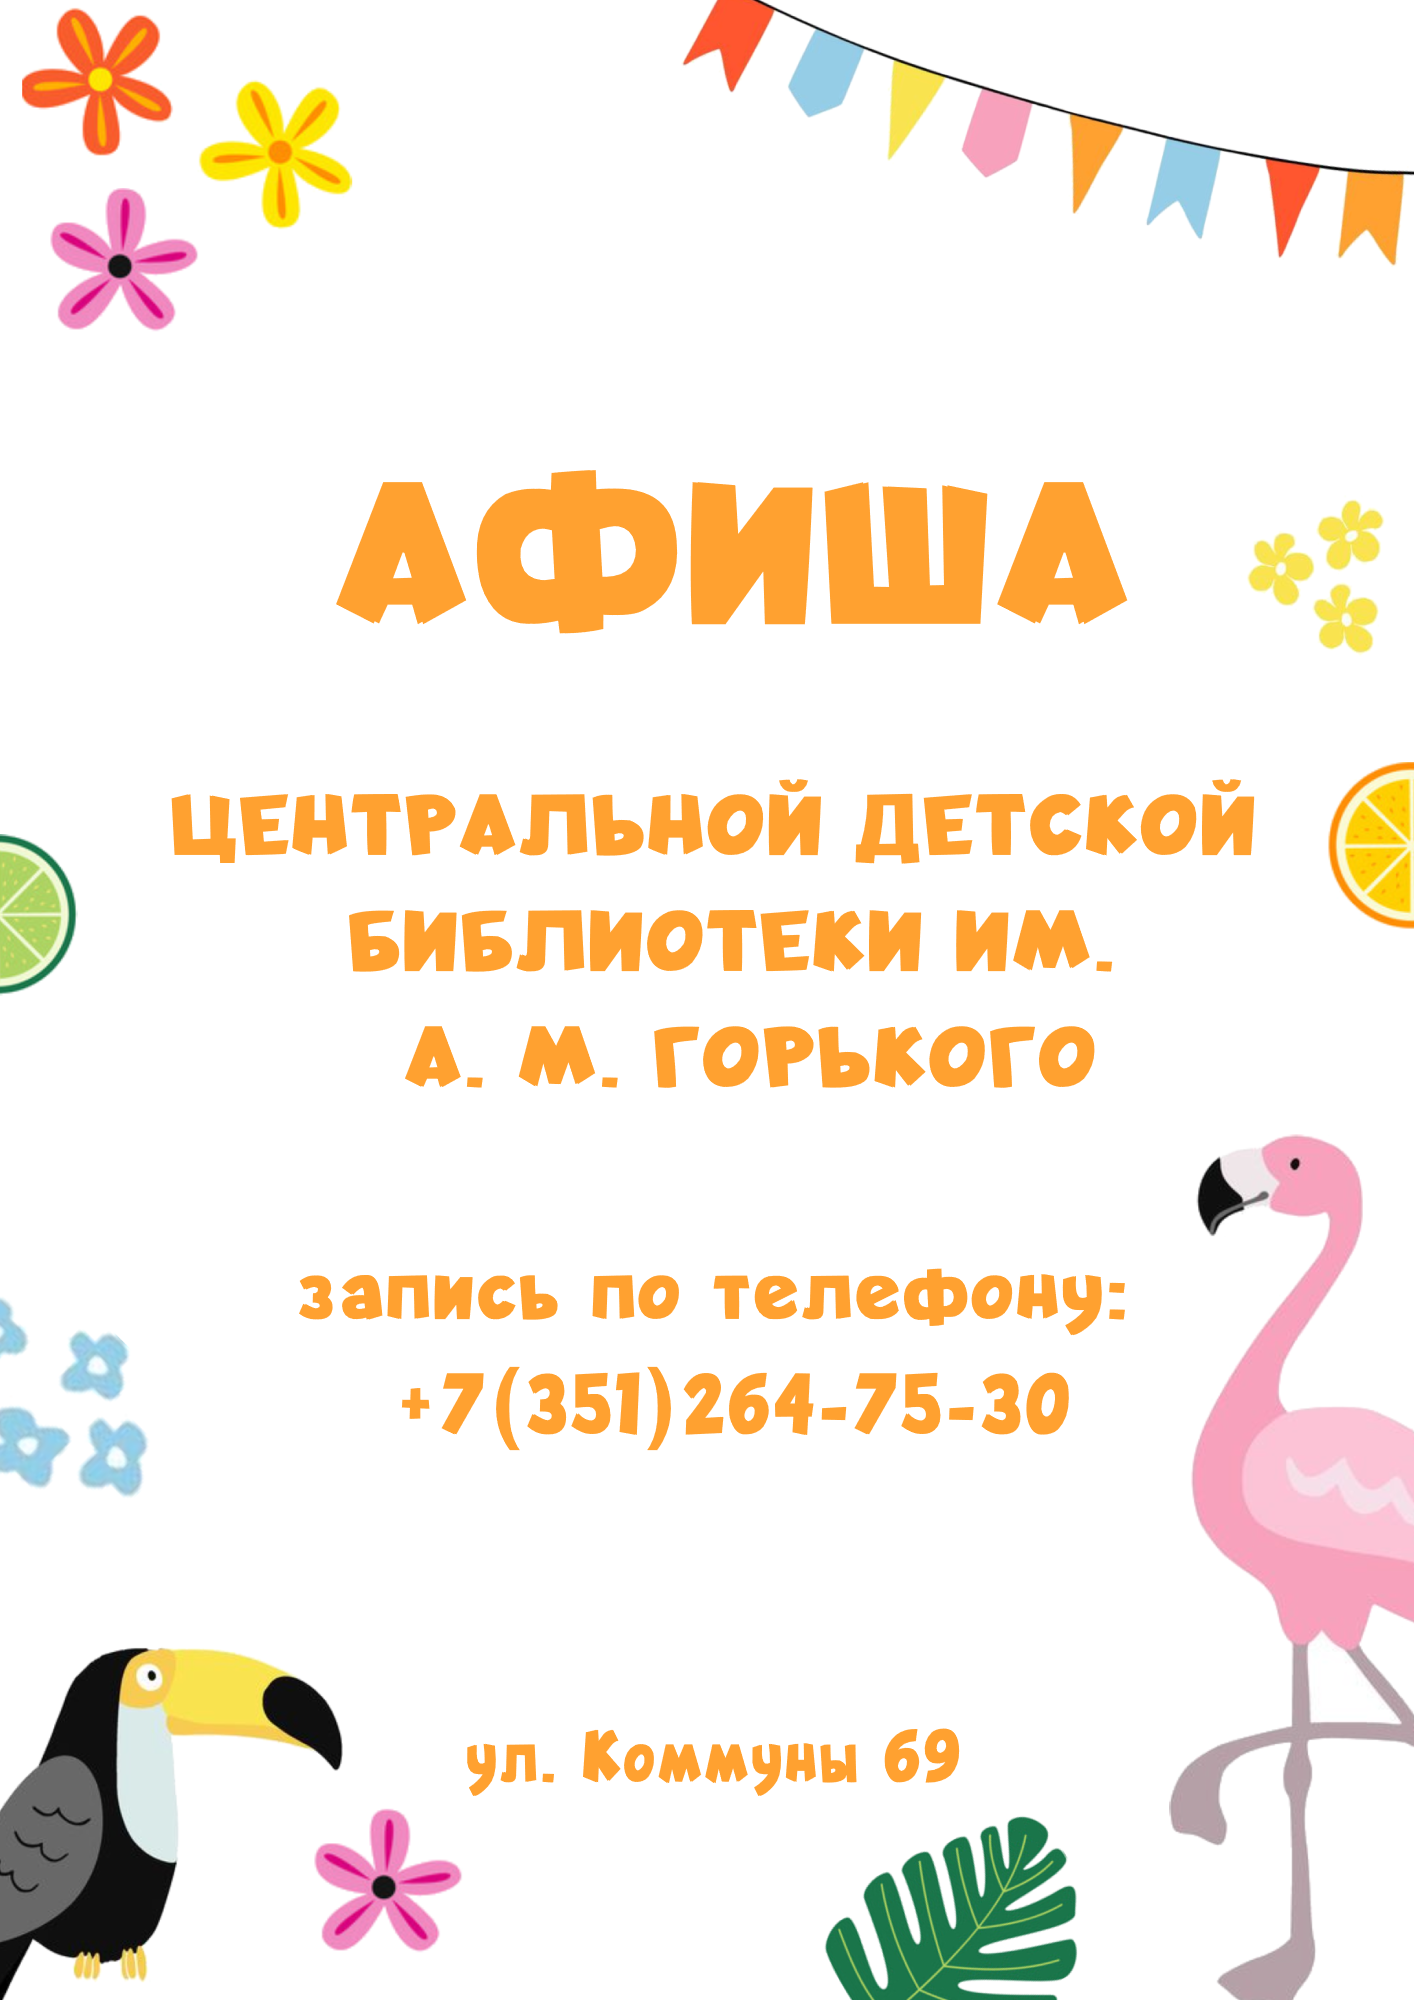 АФИША
ЦЕНТРАЛЬНОЙ ДЕТСКОЙ
БИБЛИОТЕКИ ИМ.
А. М. ГОРЬКОГО
запись по телефону:
+7(351)264-75-30
ул. Коммуны 69